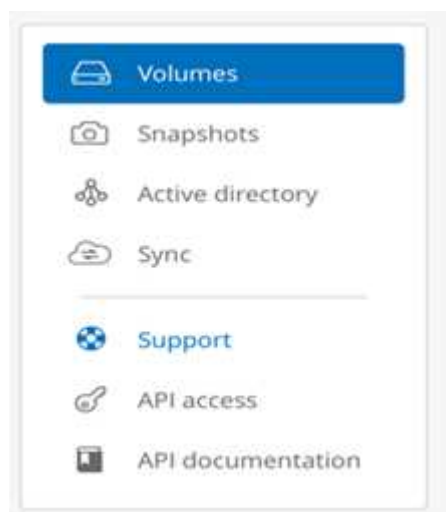 Volumes
Snapshots
Active directory
Sync
Support
API access
API documentation